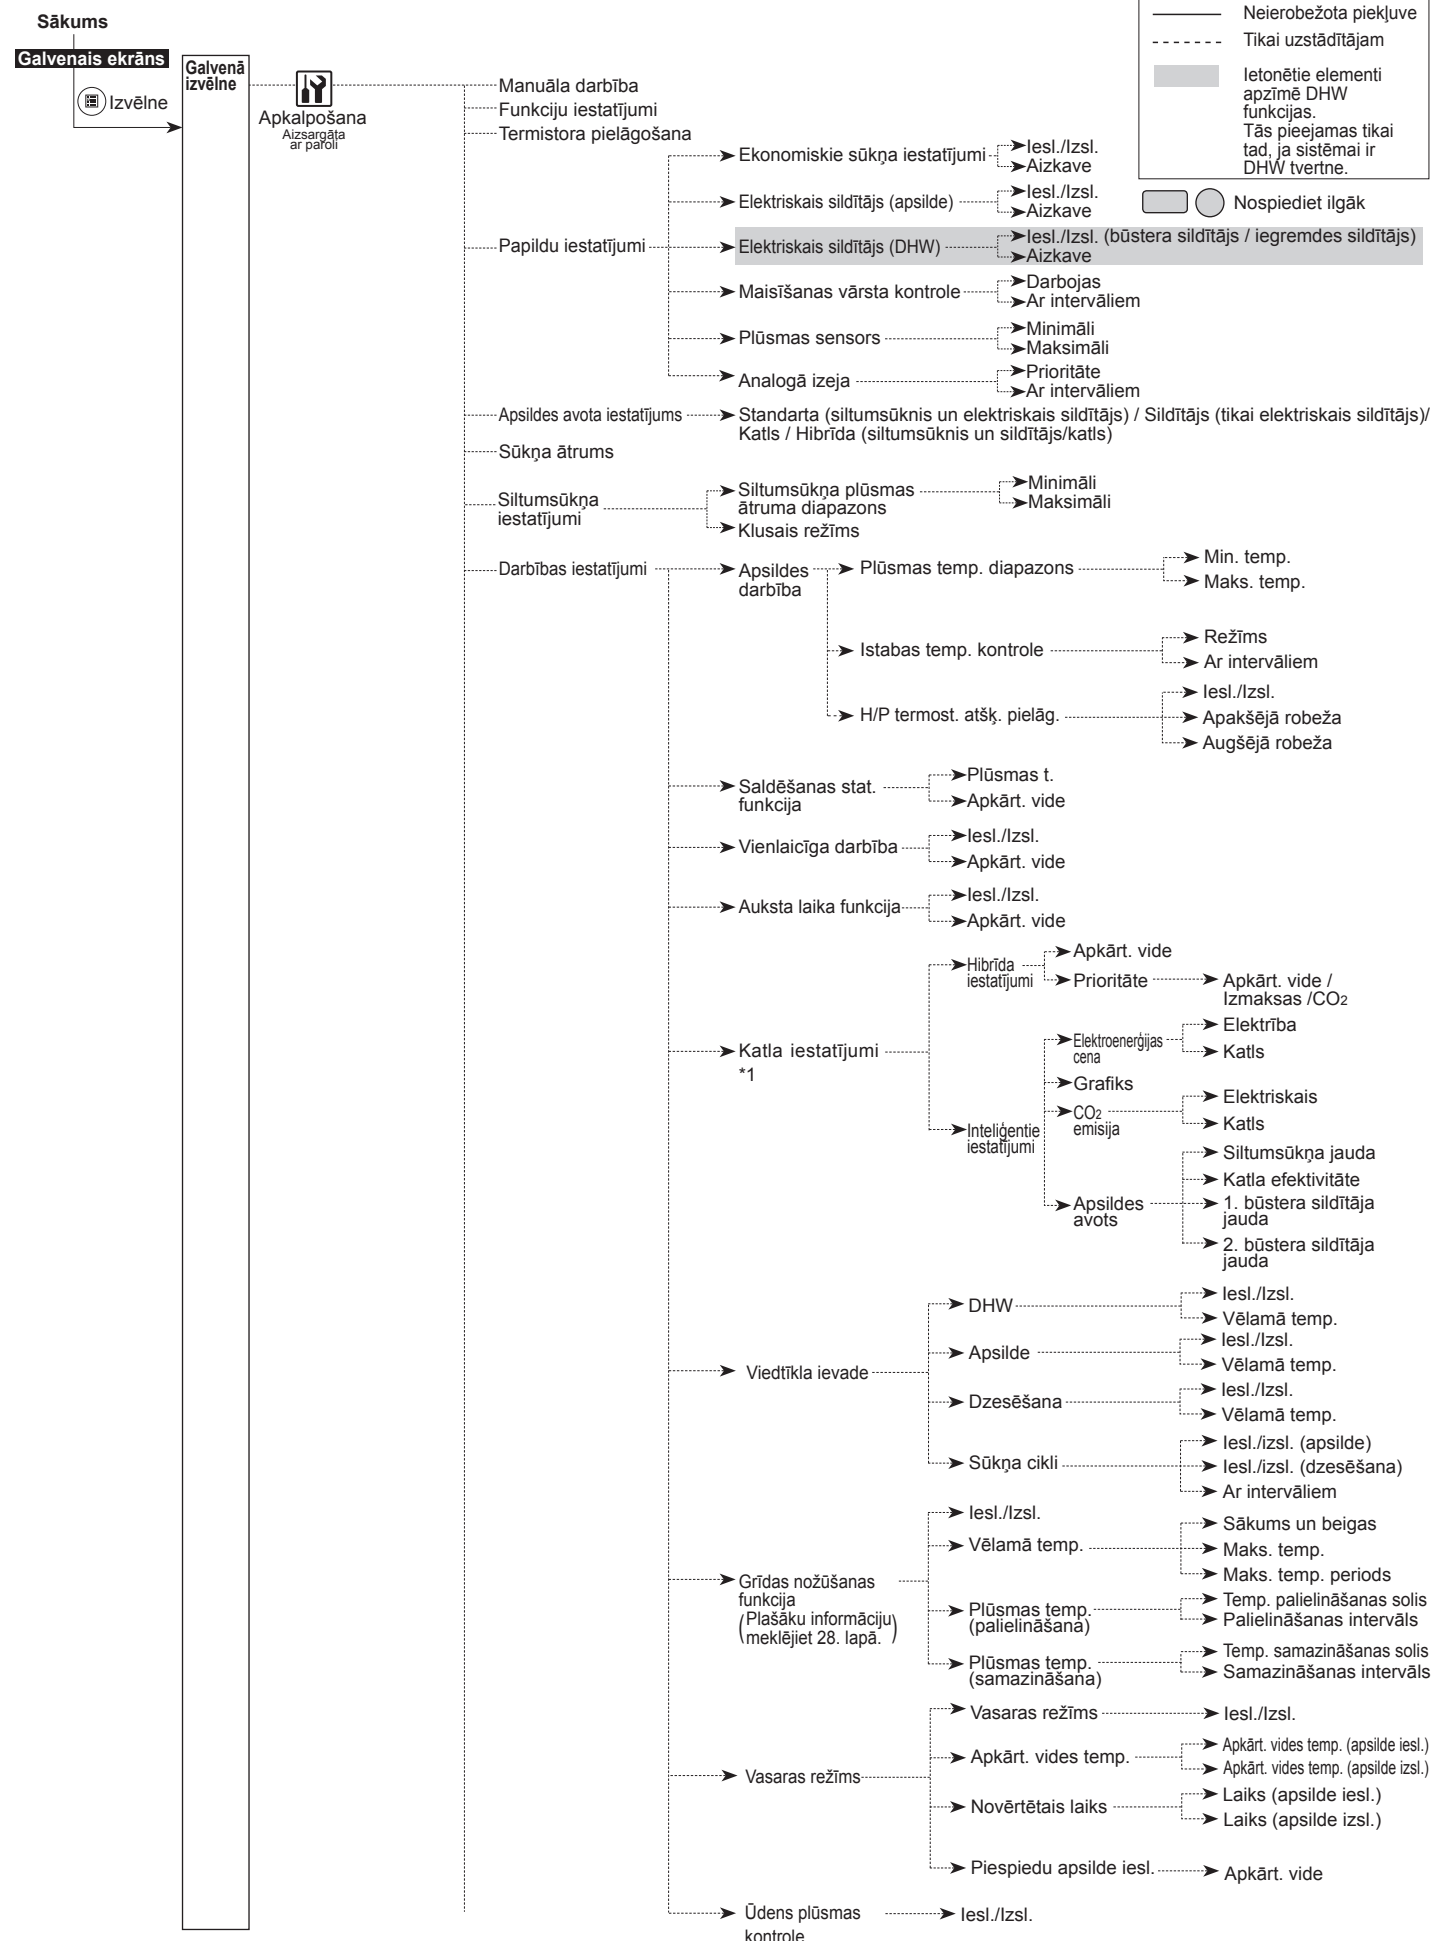 Sākums
Galvenais ekrāns
Izvēlne
Galvenā
izvēlne
Apkalpošana
Aizsargāta
ar paroli
Neierobežota piekļuve
Tikai uzstādītājam
Ietonētie elementi
apzīmē DHW
funkcijas.
Tās pieejamas tikai
tad, ja sistēmai ir
DHW tvertne.
Nospiediet ilgāk
Manuāla darbība
Funkciju iestatījumi
Termistora pielāgošana
Papildu iestatījumi
Ekonomiskie sūkņa iestatījumi
Iesl./Izsl.
Aizkave
Elektriskais sildītājs (apsilde)
Iesl./Izsl.
Aizkave
Elektriskais sildītājs (DHW)
Iesl./Izsl. (būstera sildītājs / iegremdes sildītājs)
Aizkave
Maisīšanas vārsta kontrole
Darbojas
Ar intervāliem
Plūsmas sensors
Minimāli
Maksimāli
Analogā izeja
Prioritāte
Ar intervāliem
Apsildes avota iestatījums
Standarta (siltumsūknis un elektriskais sildītājs) / Sildītājs (tikai elektriskais sildītājs)/
Katls / Hibrīda (siltumsūknis un sildītājs/katls)
Sūkņa ātrums
Siltumsūkņa
iestatījumi
Siltumsūkņa plūsmas
ātruma diapazons
Minimāli
Maksimāli
Klusais režīms
Darbības iestatījumi
Apsildes
darbība
Plūsmas temp. diapazons
Min. temp.
Maks. temp.
Istabas temp. kontrole
Režīms
Ar intervāliem
H/P termost. atšķ. pielāg.
Iesl./Izsl.
Apakšējā robeža
Augšējā robeža
Saldēšanas stat.
funkcija
Plūsmas t.
Apkārt. vide
Vienlaicīga darbība
Iesl./Izsl.
Apkārt. vide
Auksta laika funkcija
Iesl./Izsl.
Apkārt. vide
Katla iestatījumi
*1
Hibrīda
iestatījumi
Apkārt. vide
Prioritāte
Apkārt. vide /
Izmaksas /CO2
Inteliģentie
iestatījumi
Elektroenerģijas
cena
Elektrība
Katls
Grafiks
CO2
emisija
Elektriskais
Katls
Apsildes
avots
Siltumsūkņa jauda
Katla efektivitāte
1. būstera sildītāja
jauda
2. būstera sildītāja
jauda
Viedtīkla ievade
DHW
Iesl./Izsl.
Vēlamā temp.
Apsilde
Iesl./Izsl.
Vēlamā temp.
Dzesēšana
Iesl./Izsl.
Vēlamā temp.
Sūkņa cikli
Iesl./izsl. (apsilde)
Iesl./izsl. (dzesēšana)
Ar intervāliem
Grīdas nožūšanas
funkcija
(Plašāku informāciju
meklējiet 28. lapā.)
Iesl./Izsl.
Vēlamā temp.
Sākums un beigas
Maks. temp.
Maks. temp. periods
Plūsmas temp.
(palielināšana)
Temp. palielināšanas solis
Palielināšanas intervāls
Plūsmas temp.
(samazināšana)
Temp. samazināšanas solis
Samazināšanas intervāls
Vasaras režīms
Vasaras režīms
Iesl./Izsl.
Apkārt. vides temp.
Apkārt. vides temp. (apsilde iesl.)
Apkārt. vides temp. (apsilde izsl.)
Novērtētais laiks
Laiks (apsilde iesl.)
Laiks (apsilde izsl.)
Piespiedu apsilde iesl.
Apkārt. vide
Ūdens plūsmas
kontrole
Iesl./Izsl.